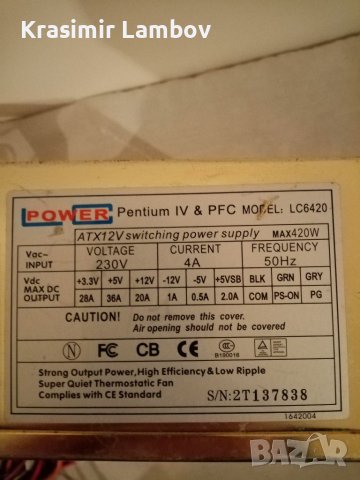 Krasimir Lambov
POWER Pentium IV & PFC MODEL: LC6420
ATX12V switching power supply MAX420W
Vac~ INPUT VOLTAGE 230V CURRENT 4A FREQUENCY 50Hz
Vdc MAX DC OUTPUT +3.3V +5V +12V -12V -5V +5VSB BLK GRN GRY
28A 36A 20A 1A 0.5A 2.0A COM PS-ON PG
CAUTION! Do not remove this cover.
Air opening should not be covered.
N FC CB CE CCC B190016
Strong Output Power, High Efficiency & Low Ripple
Super Quiet Thermostatic Fan
Complies with CE Standard S/N:2T137838
1642004
BAZAR